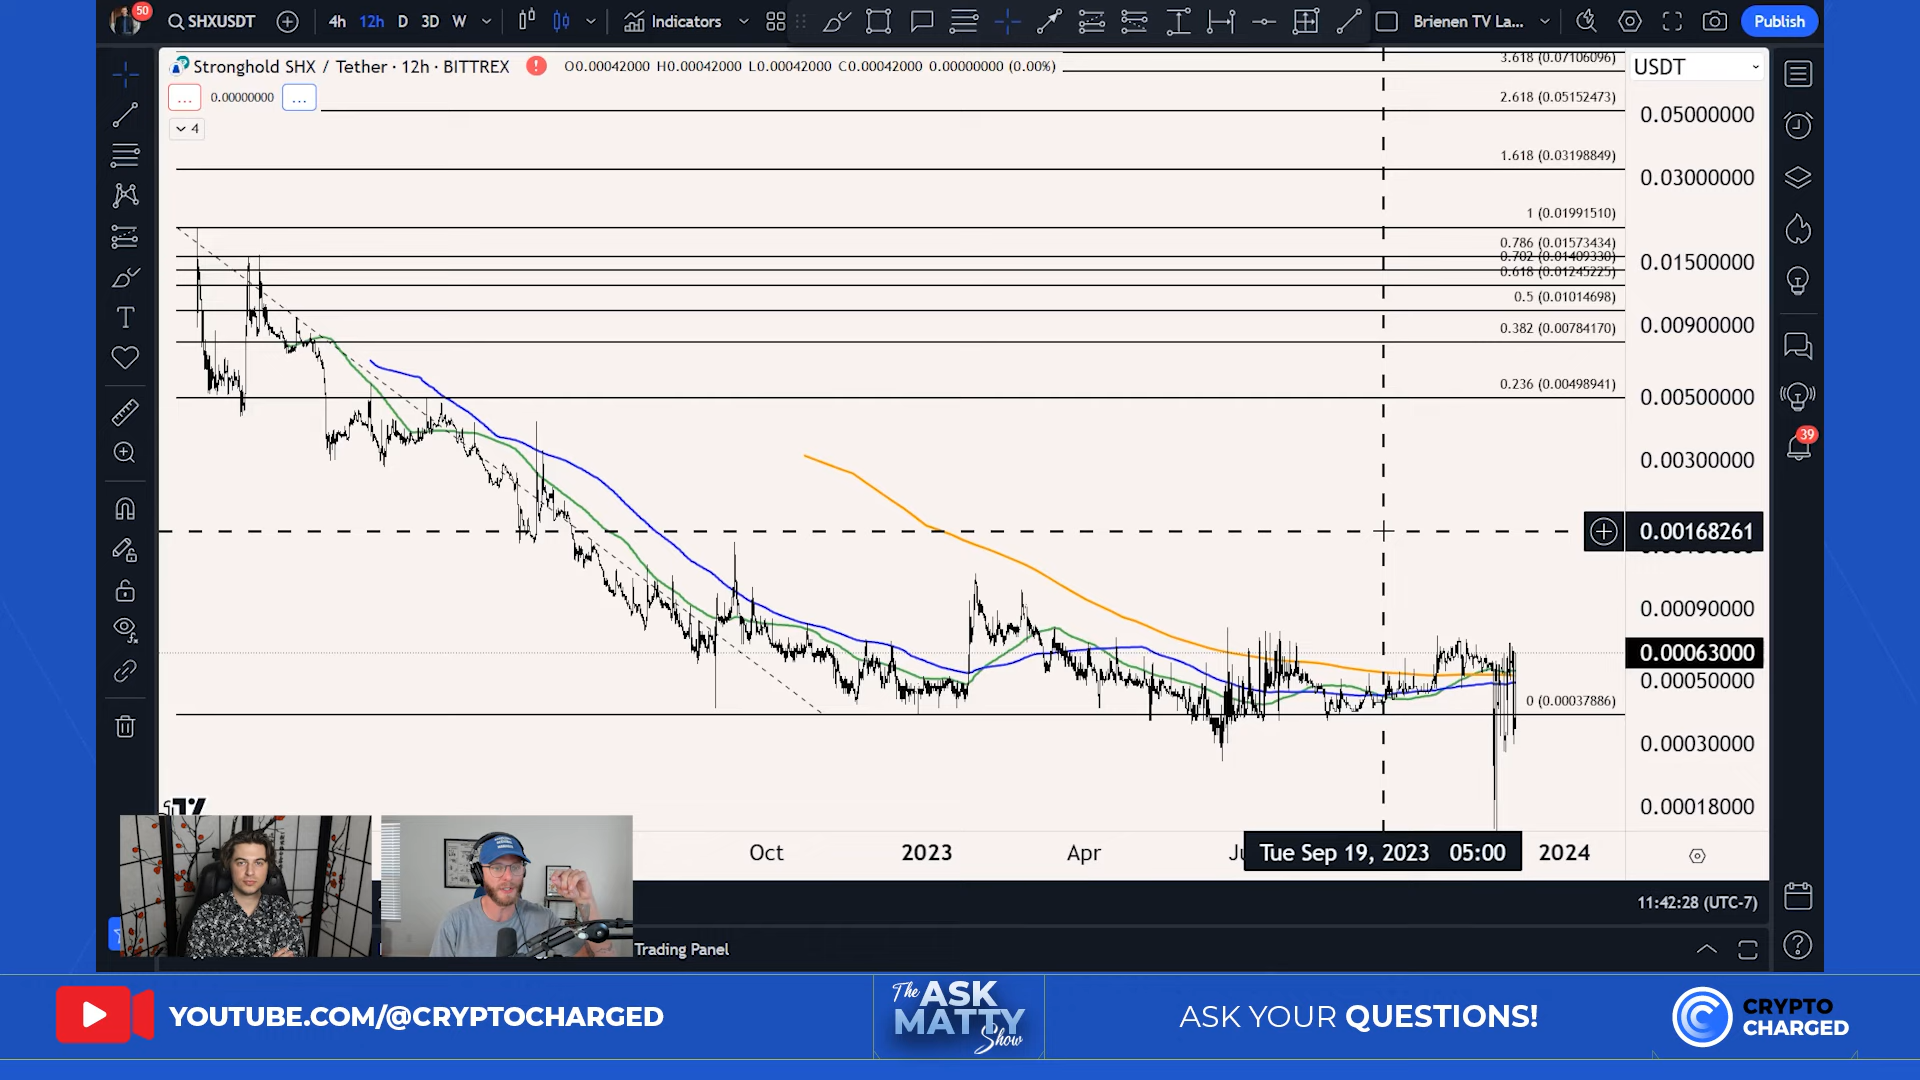 50
SHXUSDT
4h 12h D 3D W
Indicators
Brienen TV La...
Publish
Stronghold SHX / Tether · 12h · BITTREX
O0.00042000 H0.00042000 L0.00042000 C0.00042000 0.00000000 (0.00%)
... 0.00000000 ...
4
3.618 (0.07106096)
2.618 (0.05152473)
1.618 (0.03198849)
1 (0.01991510)
0.786 (0.01573434)
0.702 (0.01409330)
0.618 (0.01245225)
0.5 (0.01014698)
0.382 (0.00784170)
0.236 (0.00498941)
0 (0.00037886)
USDT
0.05000000
0.03000000
0.01500000
0.00900000
0.00500000
0.00300000
0.00168261
0.00090000
0.00063000
0.00050000
0.00030000
0.00018000
39
Oct
2023
Apr
Ju
Tue Sep 19, 2023 05:00
2024
11:42:28 (UTC-7)
Trading Panel
YOUTUBE.COM/@CRYPTOCHARGED
The ASK
MATTY
Show
ASK YOUR QUESTIONS!
CRYPTO
CHARGED